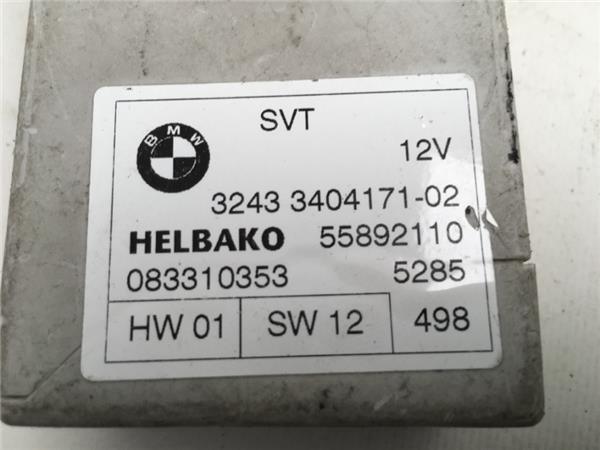 SVT
BMW
12V
3243 3404171-02
HELBAKO 55892110
083310353 5285
HW 01 SW 12 498